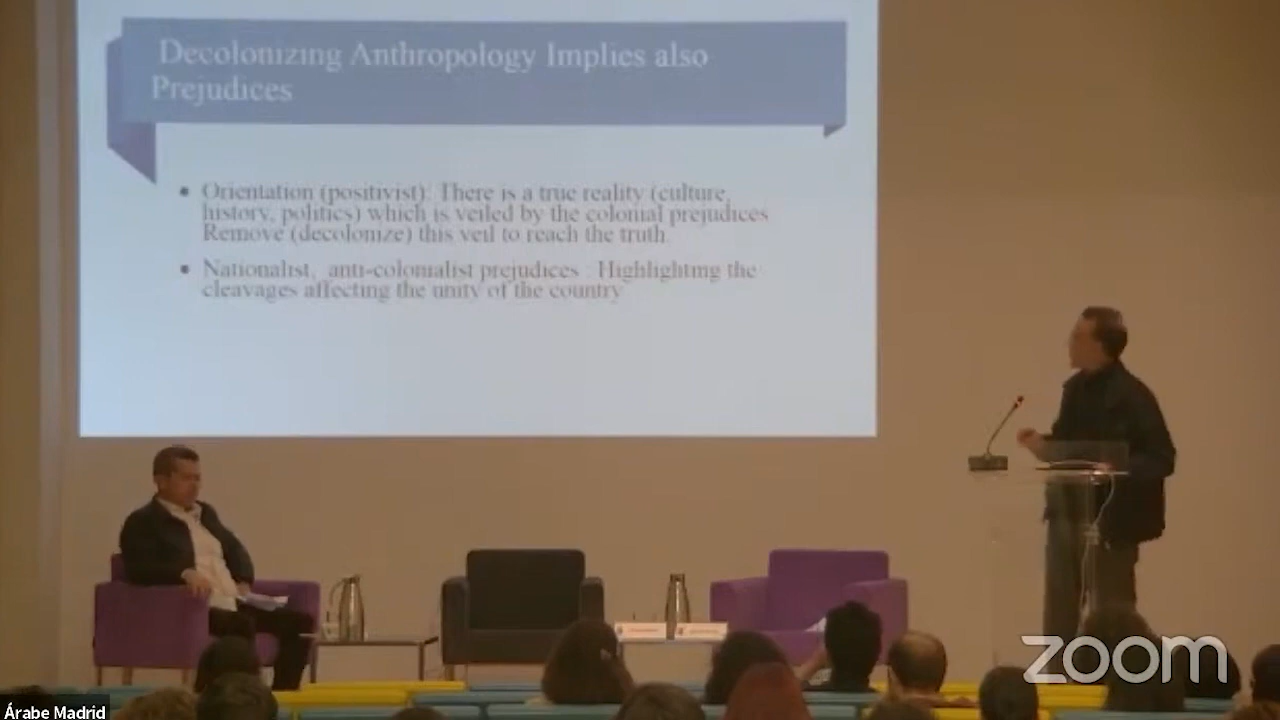 Decolonizing Anthropology Implies also
Prejudices
• Orientation (positivist): There is a true reality (culture,
history, politics) which is veiled by the colonial prejudices
Remove (decolonize) this veil to reach the truth.
• Nationalist, anti-colonialist prejudices : Highlighting the
cleavages affecting the unity of the country
zoom
Árabe Madrid